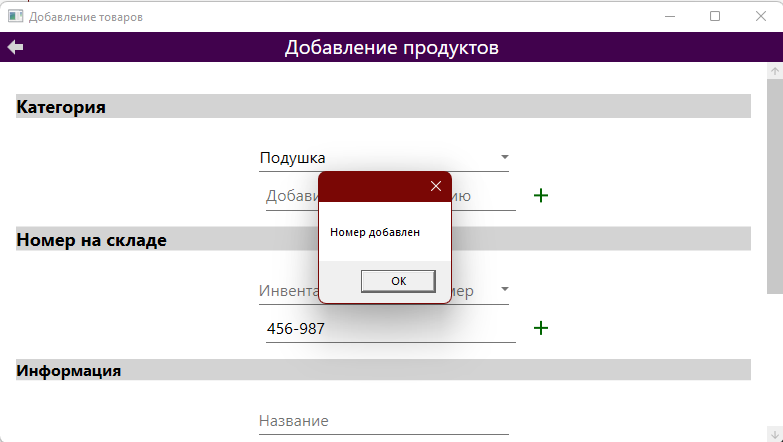 Добавление товаров
Добавление продуктов
Категория
Подушка
Номер добавлен
OK
Номер на складе
456-987
Информация
Название